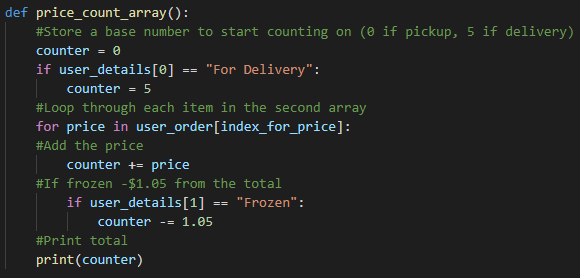 def price_count_array():
    #Store a base number to start counting on (0 if pickup, 5 if delivery)
    counter = 0
    if user_details[0] == "For Delivery":
        counter = 5
    #Loop through each item in the second array
    for price in user_order[index_for_price]:
    #Add the price
        counter += price
    #If frozen -$1.05 from the total
        if user_details[1] == "Frozen":
            counter -= 1.05
    #Print total
    print(counter)